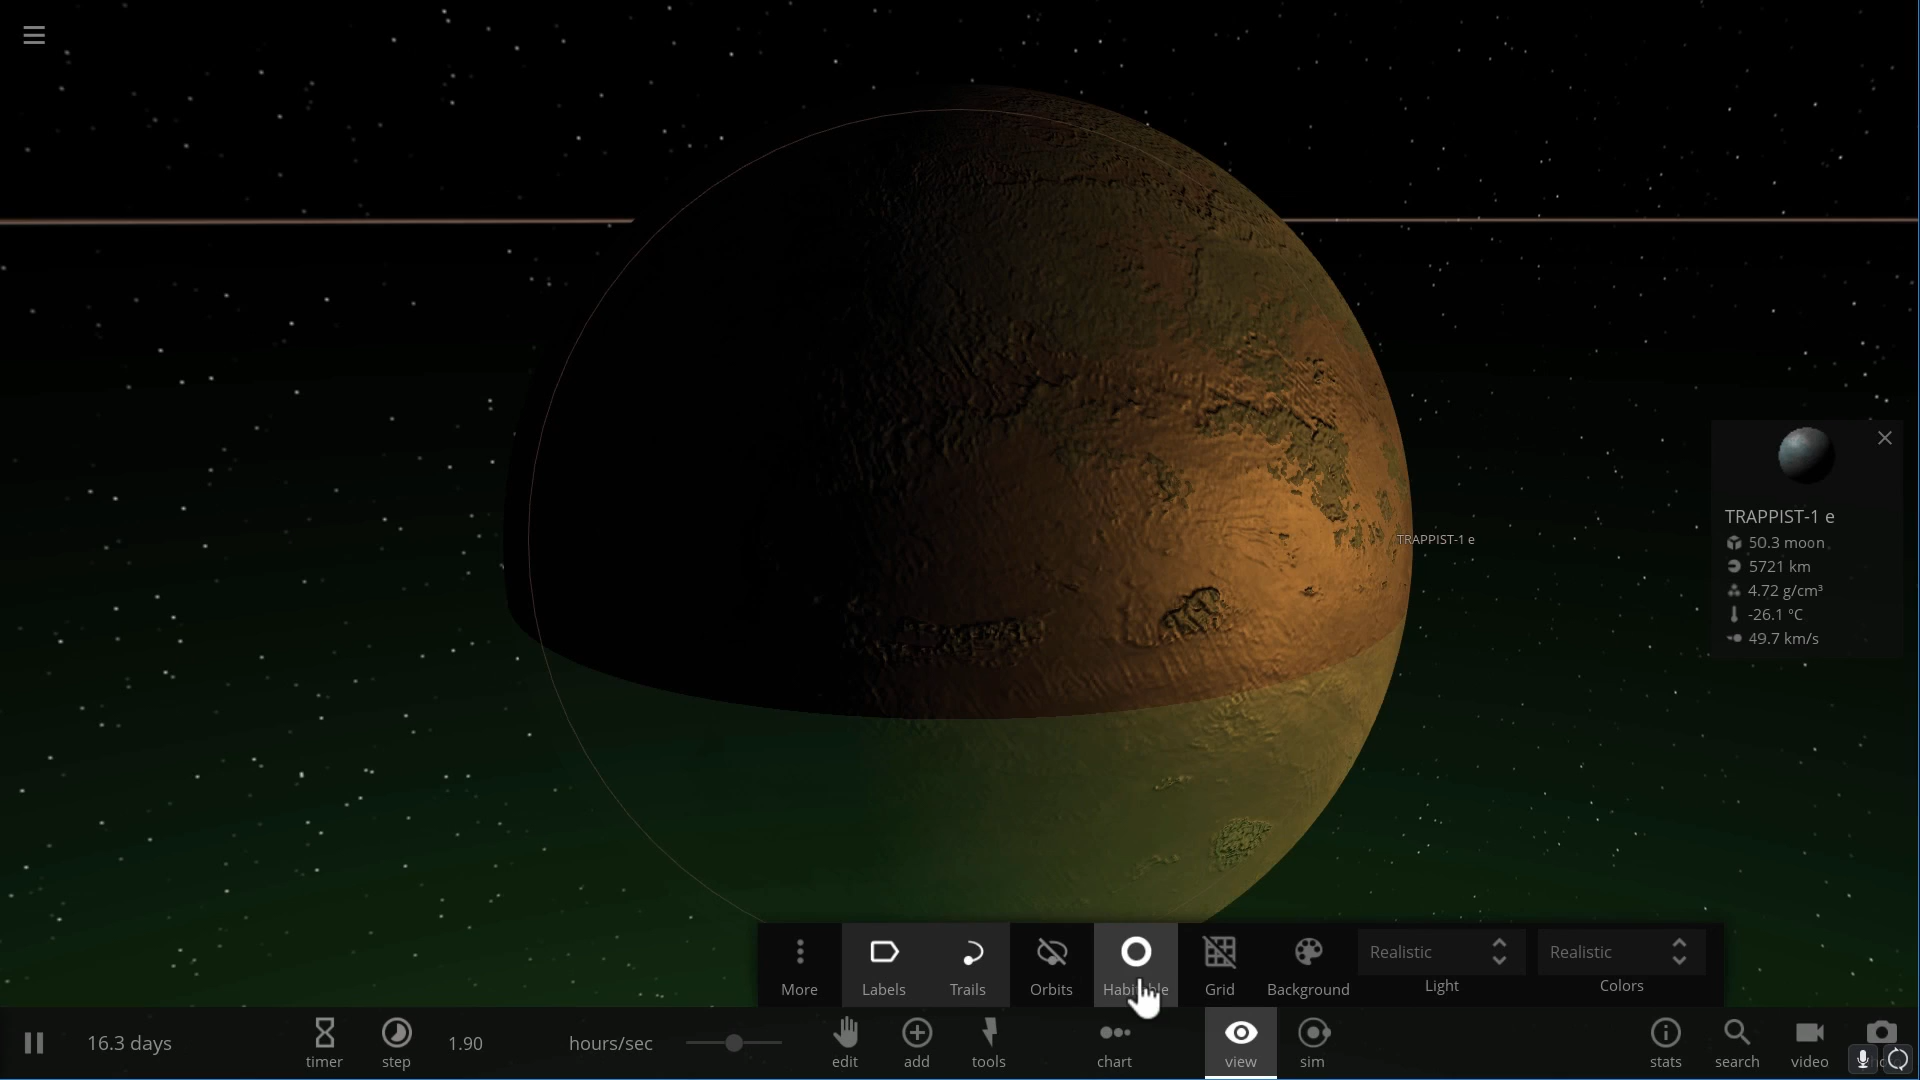 TRAPPIST-1 e
TRAPPIST-1 e
50.3 moon
5721 km
4.72 g/cm³
-26.1 °C
49.7 km/s
More
Labels
Trails
Orbits
Grid
Background
Realistic
Light
Realistic
Colors
16.3 days
timer
step
1.90
hours/sec
edit
add
tools
chart
view
sim
stats
search
video